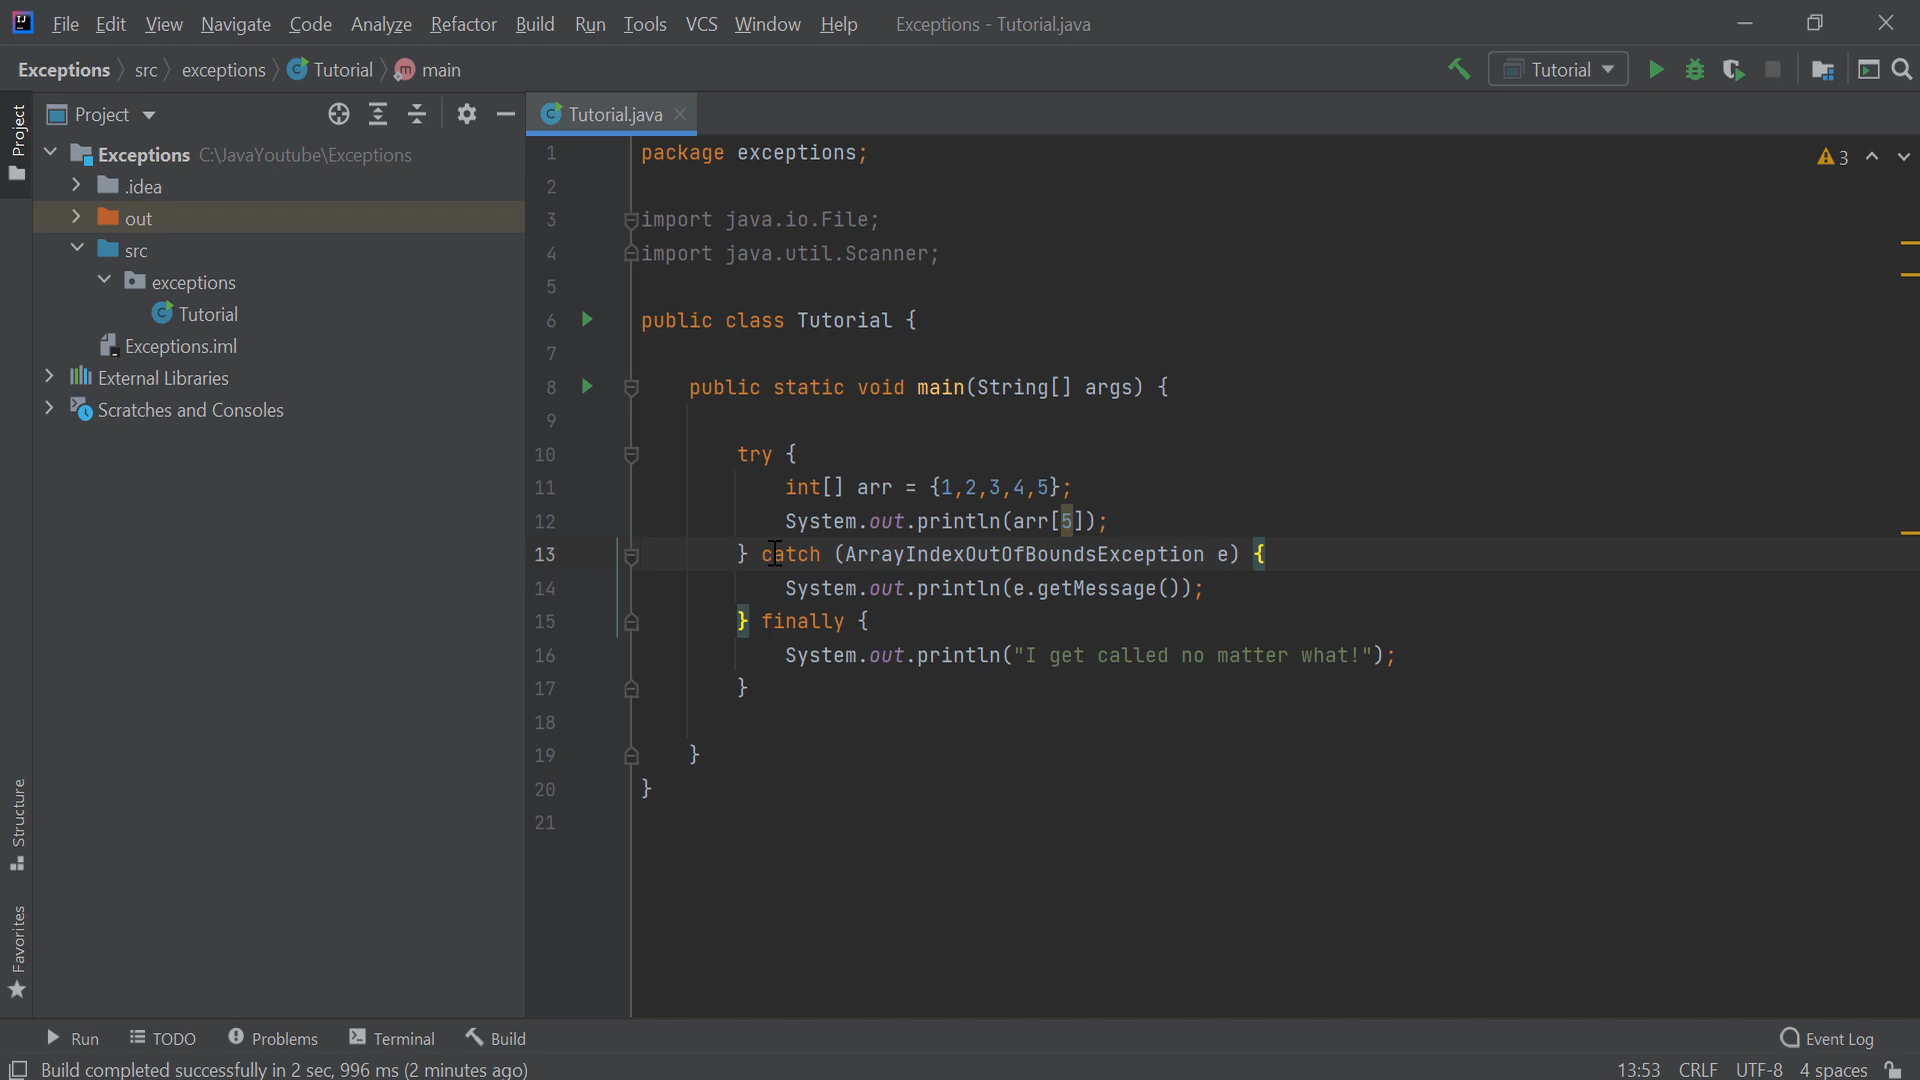 File Edit View Navigate Code Analyze Refactor Build Run Tools VCS Window Help Exceptions - Tutorial.java
Exceptions src exceptions Tutorial main Tutorial
Project
Project
Exceptions C:\JavaYoutube\Exceptions
.idea
out
src
exceptions
Tutorial
Exceptions.iml
External Libraries
Scratches and Consoles
Structure
Favorites
Tutorial.java
3
1 package exceptions;
2
3 import java.io.File;
4 import java.util.Scanner;
5
6 public class Tutorial {
7
8 public static void main(String[] args) {
9
10 try {
11 int[] arr = {1,2,3,4,5};
12 System.out.println(arr[5]);
13 } catch (ArrayIndexOutOfBoundsException e) {
14 System.out.println(e.getMessage());
15 } finally {
16 System.out.println("I get called no matter what!");
17 }
18
19 }
20 }
21
Run TODO Problems Terminal Build Event Log
Build completed successfully in 2 sec, 996 ms (2 minutes ago) 13:53 CRLF UTF-8 4 spaces